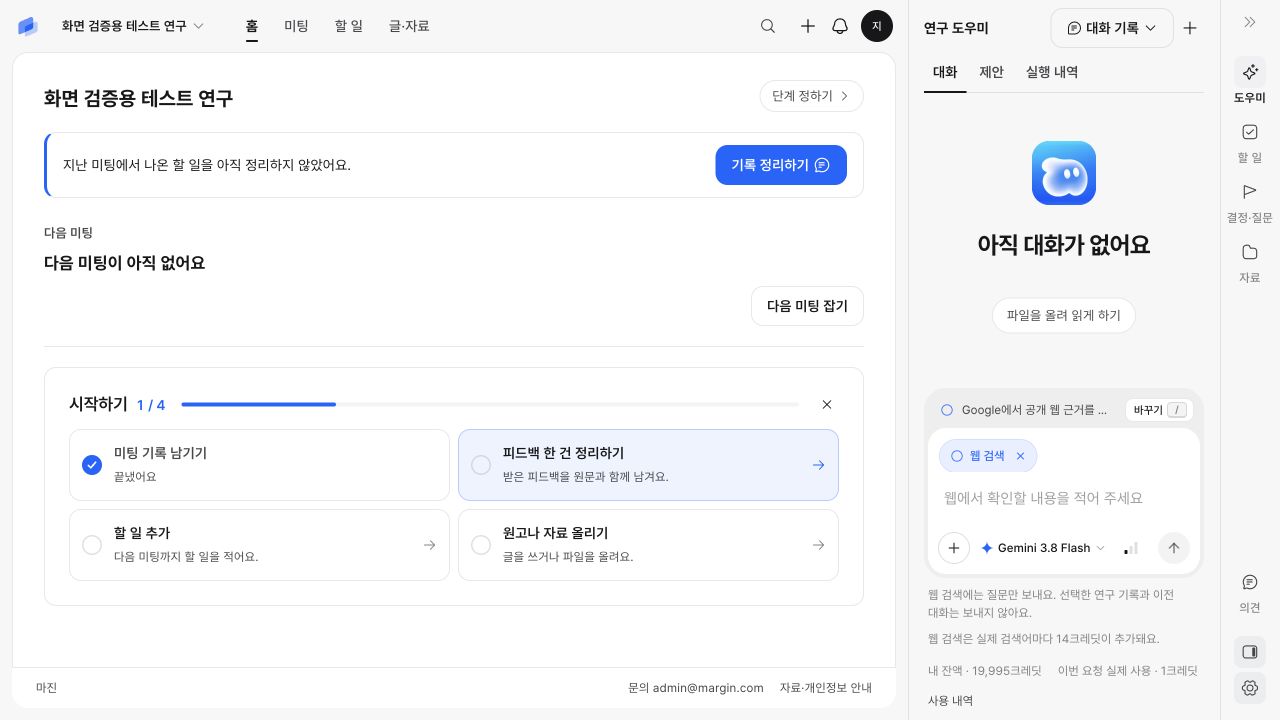 화면 검증용 테스트 연구
홈 미팅 할 일 글·자료
지
화면 검증용 테스트 연구
단계 정하기
지난 미팅에서 나온 할 일을 아직 정리하지 않았어요.
기록 정리하기
다음 미팅
다음 미팅이 아직 없어요
다음 미팅 잡기
시작하기 1 / 4
미팅 기록 남기기
끝냈어요
피드백 한 건 정리하기
받은 피드백을 원문과 함께 남겨요.
할 일 추가
다음 미팅까지 할 일을 적어요.
원고나 자료 올리기
글을 쓰거나 파일을 올려요.
마진
문의 admin@margin.com 자료·개인정보 안내
연구 도우미
대화 기록
대화 제안 실행 내역
아직 대화가 없어요
파일을 올려 읽게 하기
Google에서 공개 웹 근거를 ...
바꾸기 /
웹 검색
웹에서 확인할 내용을 적어 주세요
Gemini 3.8 Flash
웹 검색에는 질문만 보내요. 선택한 연구 기록과 이전
대화는 보내지 않아요.
웹 검색은 실제 검색어마다 14크레딧이 추가돼요.
내 잔액 · 19,995크레딧 이번 요청 실제 사용 · 1크레딧
사용 내역
도우미
할 일
결정·질문
자료
의견